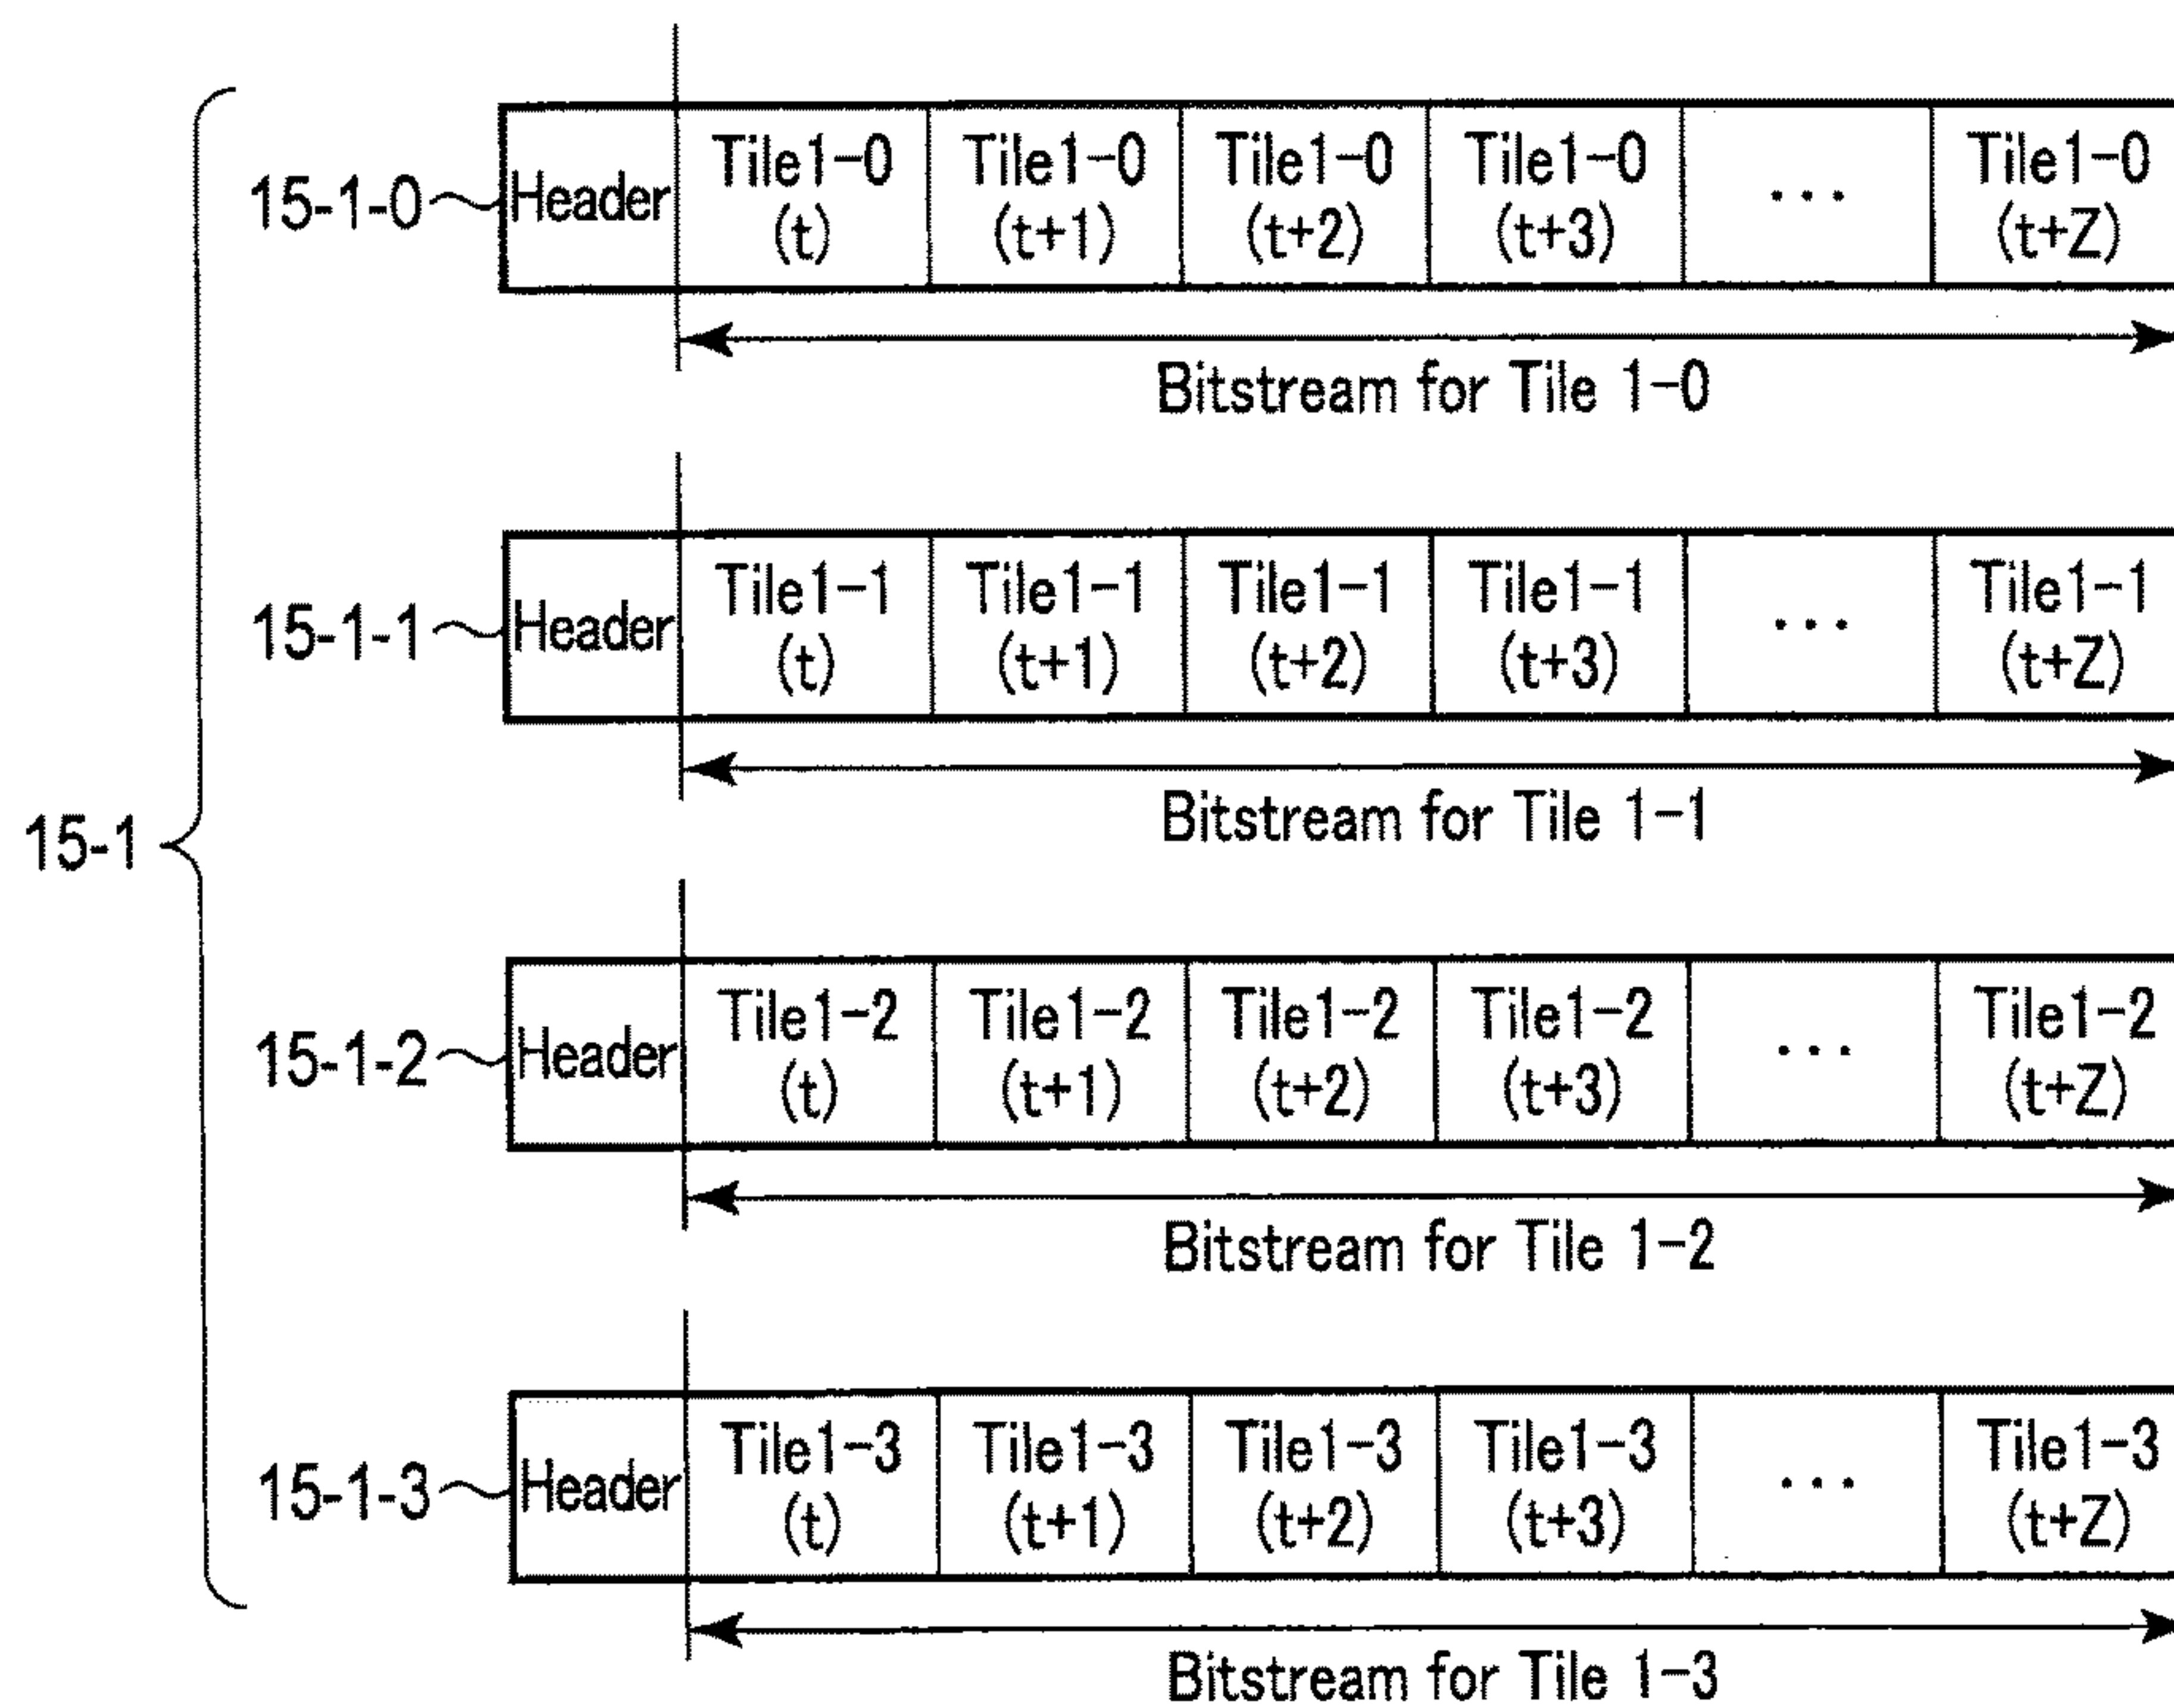 15-1
15-1-0 Header Tile1-0 (t) Tile1-0 (t+1) Tile1-0 (t+2) Tile1-0 (t+3) ... Tile1-0 (t+Z)
Bitstream for Tile 1-0
15-1-1 Header Tile1-1 (t) Tile1-1 (t+1) Tile1-1 (t+2) Tile1-1 (t+3) ... Tile1-1 (t+Z)
Bitstream for Tile 1-1
15-1-2 Header Tile1-2 (t) Tile1-2 (t+1) Tile1-2 (t+2) Tile1-2 (t+3) ... Tile1-2 (t+Z)
Bitstream for Tile 1-2
15-1-3 Header Tile1-3 (t) Tile1-3 (t+1) Tile1-3 (t+2) Tile1-3 (t+3) ... Tile1-3 (t+Z)
Bitstream for Tile 1-3